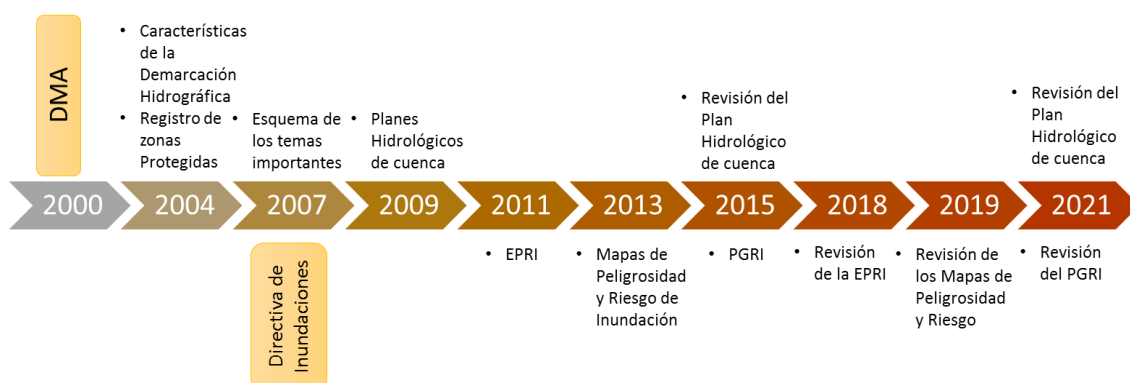 DMA
• Características
de la
Demarcación
Hidrográfica
• Registro de
zonas
Protegidas
• Esquema de
los temas
importantes
• Planes
Hidrológicos
de cuenca
• Revisión del
Plan
Hidrológico
de cuenca
• Revisión del
Plan
Hidrológico
de cuenca
2000
2004
2007
2009
2011
2013
2015
2018
2019
2021
Directiva de
Inundaciones
• EPRI
• Mapas de
Peligrosidad
y Riesgo de
Inundación
• PGRI
• Revisión
de la EPRI
• Revisión de
los Mapas de
Peligrosidad
y Riesgo
• Revisión
del PGRI